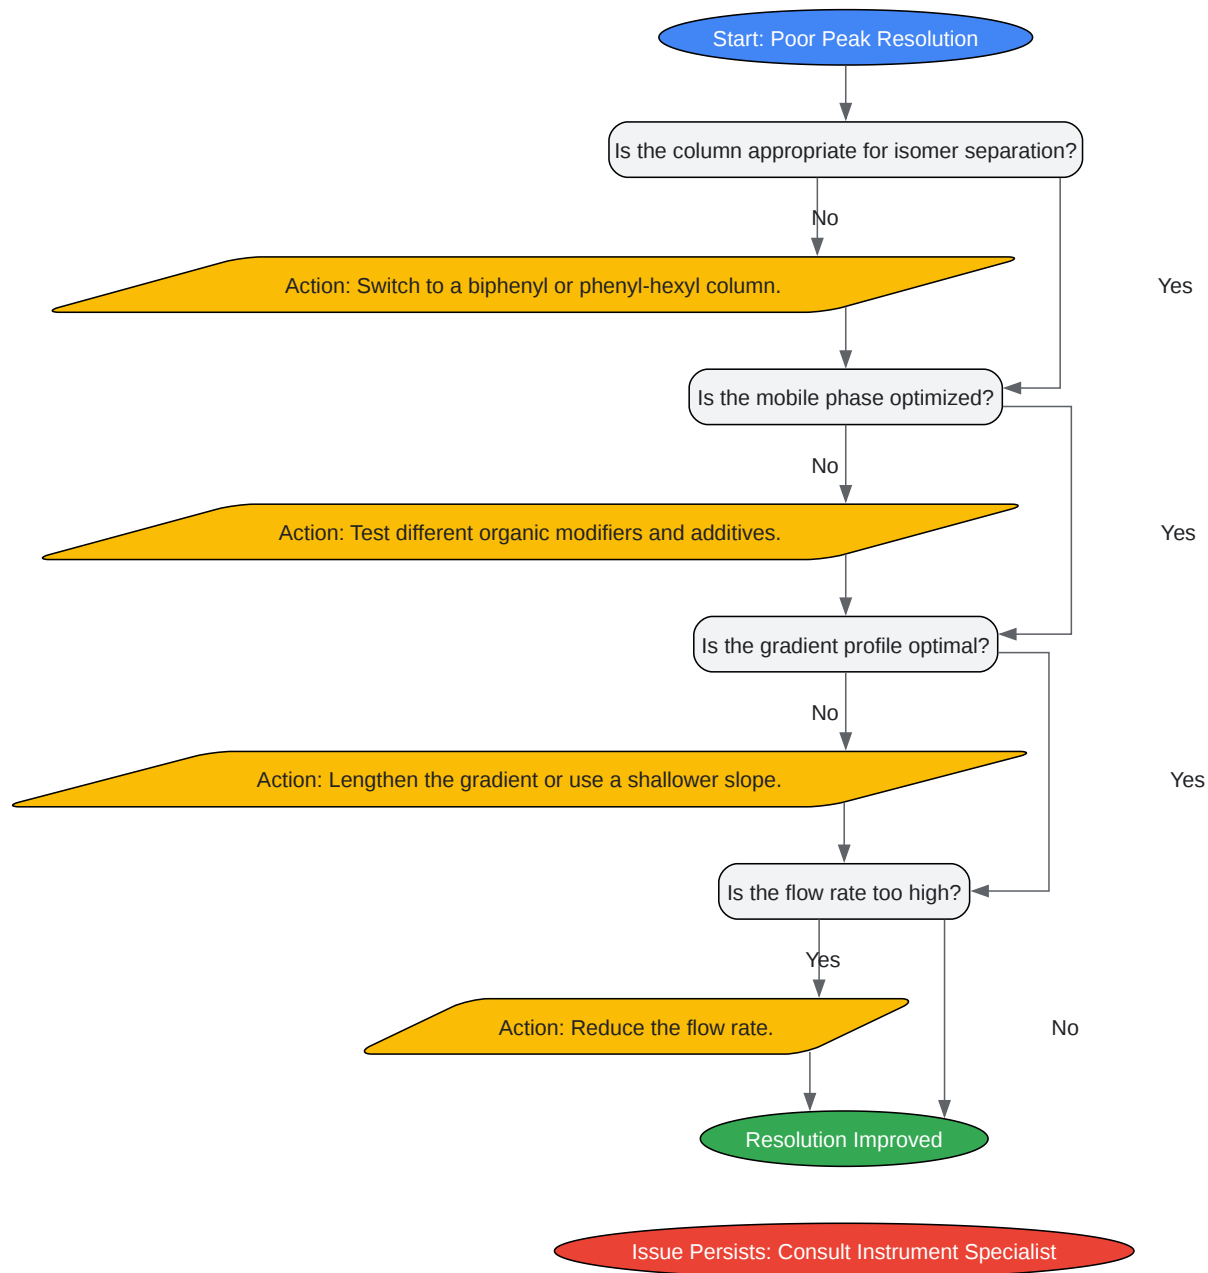 Start: Poor Peak Resolution
Is the column appropriate for isomer separation?
No
Action: Switch to a biphenyl or phenyl-hexyl column.
Yes
Is the mobile phase optimized?
No
Action: Test different organic modifiers and additives.
Yes
Is the gradient profile optimal?
No
Action: Lengthen the gradient or use a shallower slope.
Yes
Is the flow rate too high?
Yes
Action: Reduce the flow rate.
No
Resolution Improved
Issue Persists: Consult Instrument Specialist